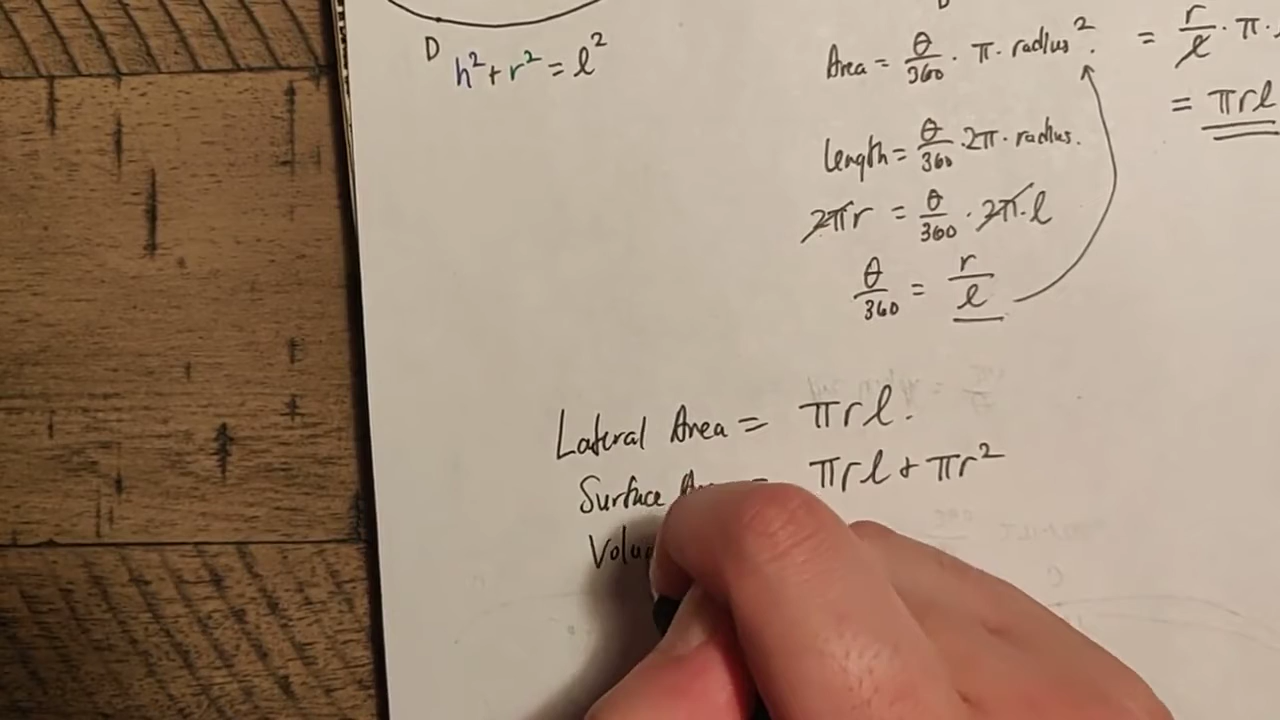 D
h² + r² = l²
D
Area = θ/360 · π · radius². = r/l · π ·
= πrl
length = θ/360 · 2π · radius.
2πr = θ/360 · 2π · l
θ/360 = r/l
Lateral Area = πrl.
Surface = πrl + πr²